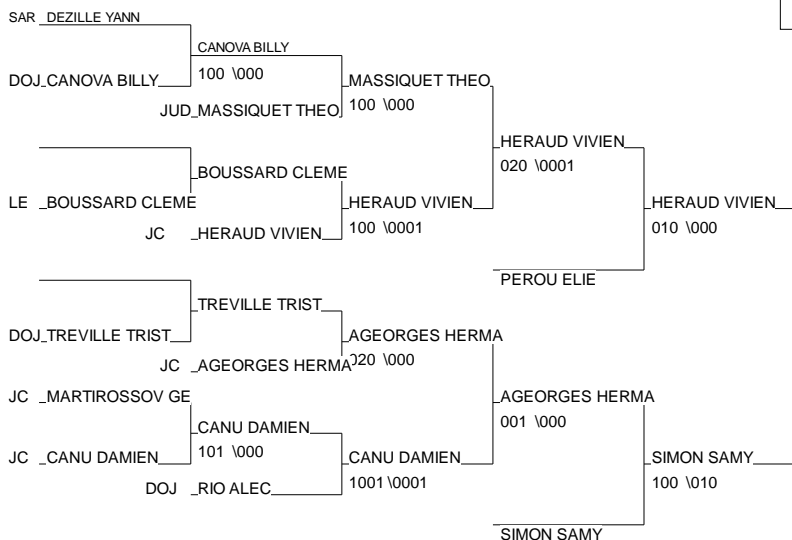 SAR DEZILLE YANN
CANOVA BILLY
DOJ CANOVA BILLY
100 \000
MASSIQUET THEO
JUD MASSIQUET THEO
100 \000
HERAUD VIVIEN
020 \0001
BOUSSARD CLEME
LE BOUSSARD CLEME
HERAUD VIVIEN
100 \0001
JC HERAUD VIVIEN
HERAUD VIVIEN
010 \000
PEROU ELIE
TREVILLE TRIST
DOJ TREVILLE TRIST
AGEORGES HERMA
020 \000
JC AGEORGES HERMA
JC MARTIROSSOV GE
AGEORGES HERMA
001 \000
CANU DAMIEN
101 \000
JC CANU DAMIEN
CANU DAMIEN
1001 \0001
DOJ RIO ALEC
SIMON SAMY
100 \010
SIMON SAMY